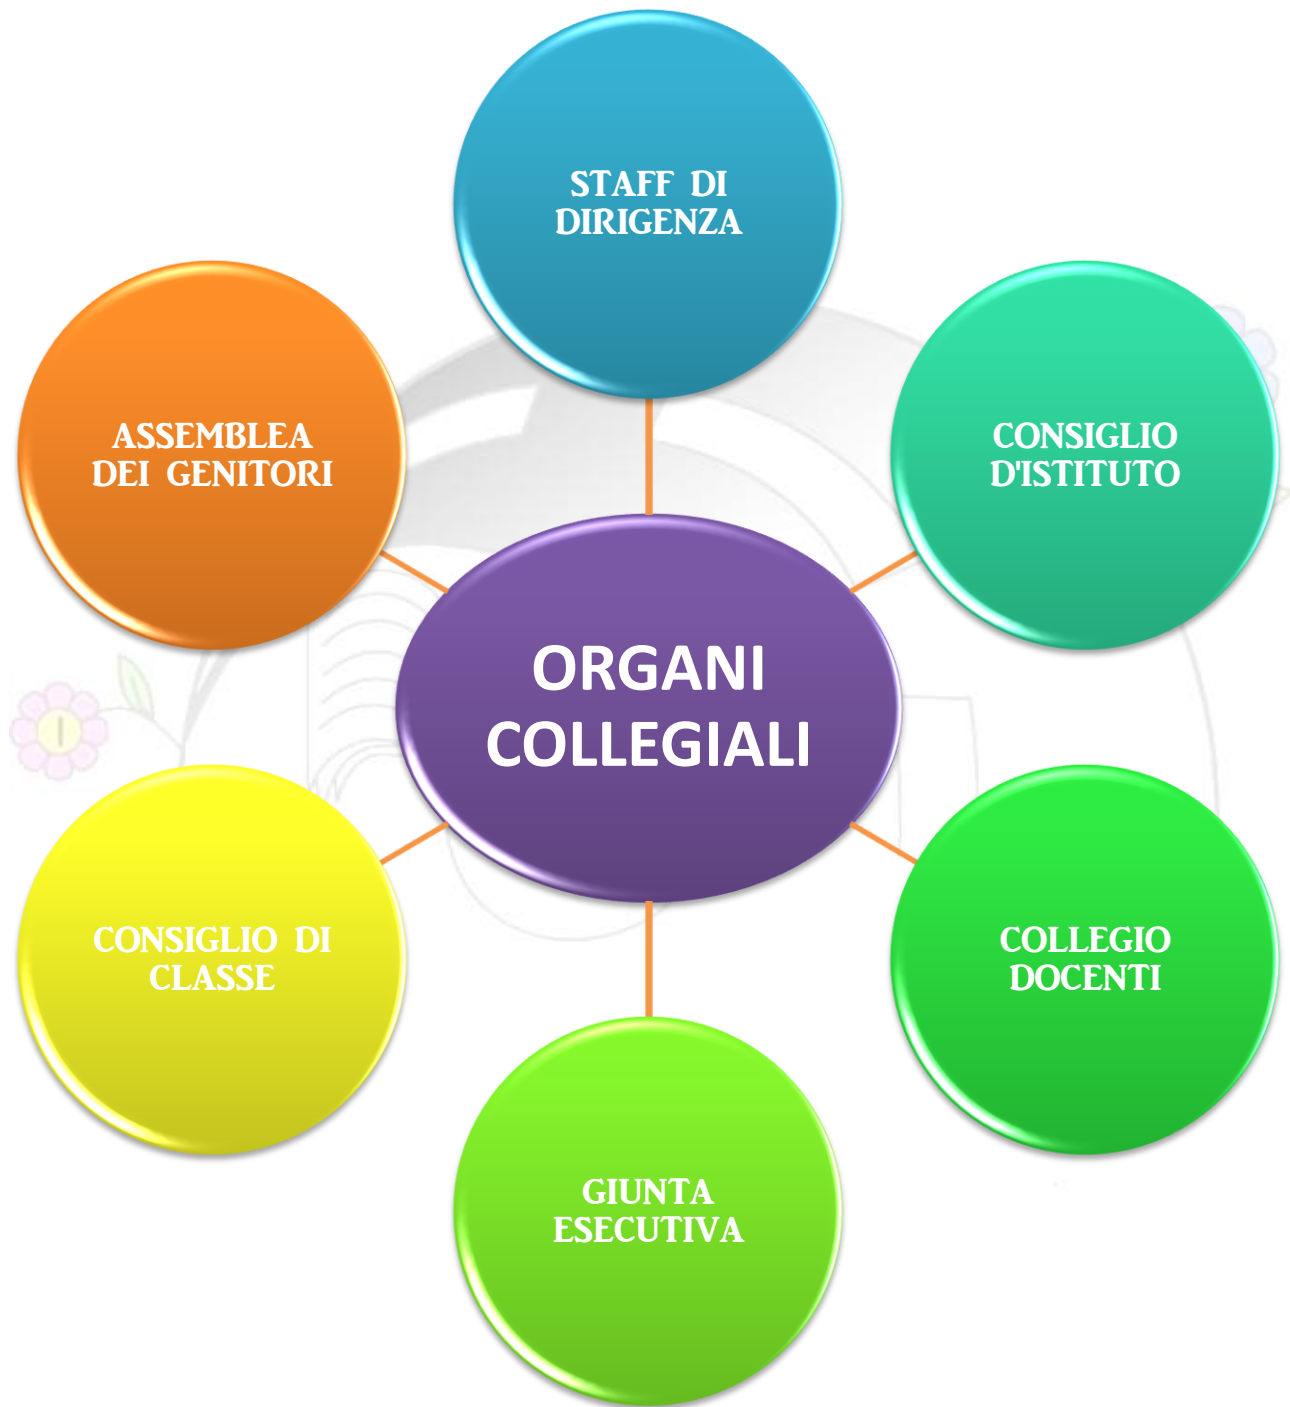 STAFF DI
DIRIGENZA
ASSEMBLEA
DEI GENITORI
CONSIGLIO
D'ISTITUTO
ORGANI
COLLEGIALI
CONSIGLIO DI
CLASSE
COLLEGIO
DOCENTI
GIUNTA
ESECUTIVA